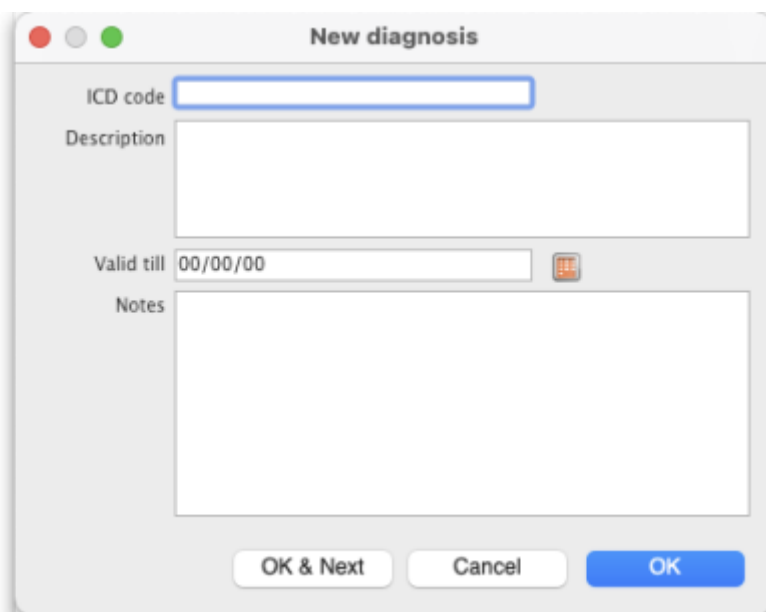 New diagnosis
ICD code
Description
Valid till 00/00/00
Notes
OK & Next Cancel OK